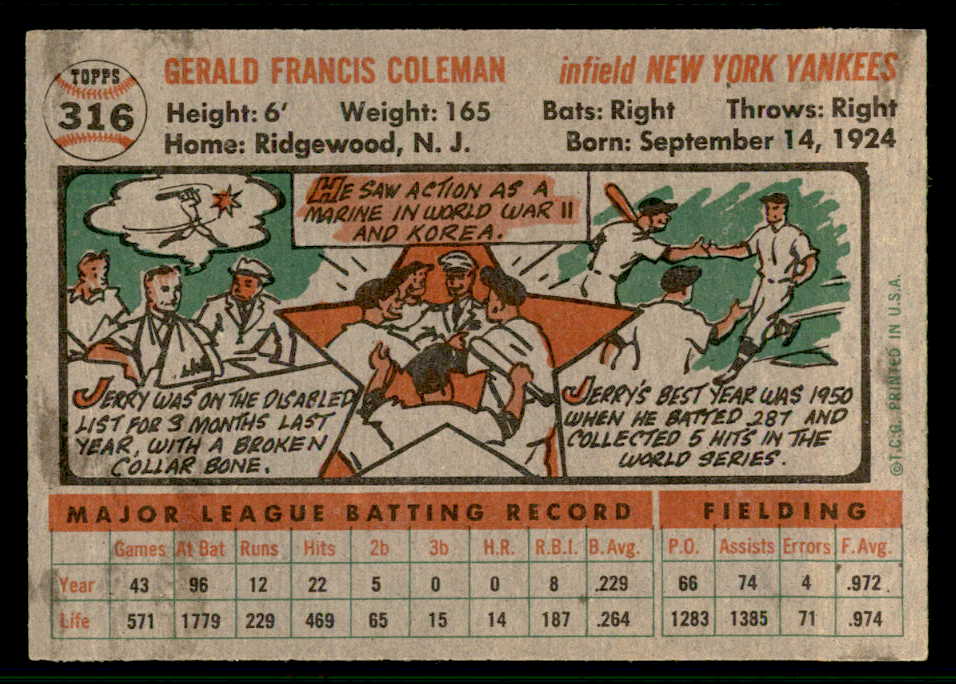 TOPPS
316
GERALD FRANCIS COLEMAN infield NEW YORK YANKEES
Height: 6' Weight: 165 Bats: Right Throws: Right
Home: Ridgewood, N. J. Born: September 14, 1924
HE SAW ACTION AS A
MARINE IN WORLD WAR II
AND KOREA.
JERRY WAS ON THE DISABLED
LIST FOR 3 MONTHS LAST
YEAR, WITH A BROKEN
COLLAR BONE.
JERRY'S BEST YEAR WAS 1950
WHEN HE BATTED .287 AND
COLLECTED 5 HITS IN THE
WORLD SERIES.
©T.C.G. PRINTED IN U.S.A.
MAJOR LEAGUE BATTING RECORD FIELDING
Games At Bat Runs Hits 2b 3b H.R. R.B.I. B.Avg. P.O. Assists Errors F.Avg.
Year 43 96 12 22 5 0 0 8 .229 66 74 4 .972
Life 571 1779 229 469 65 15 14 187 .264 1283 1385 71 .974